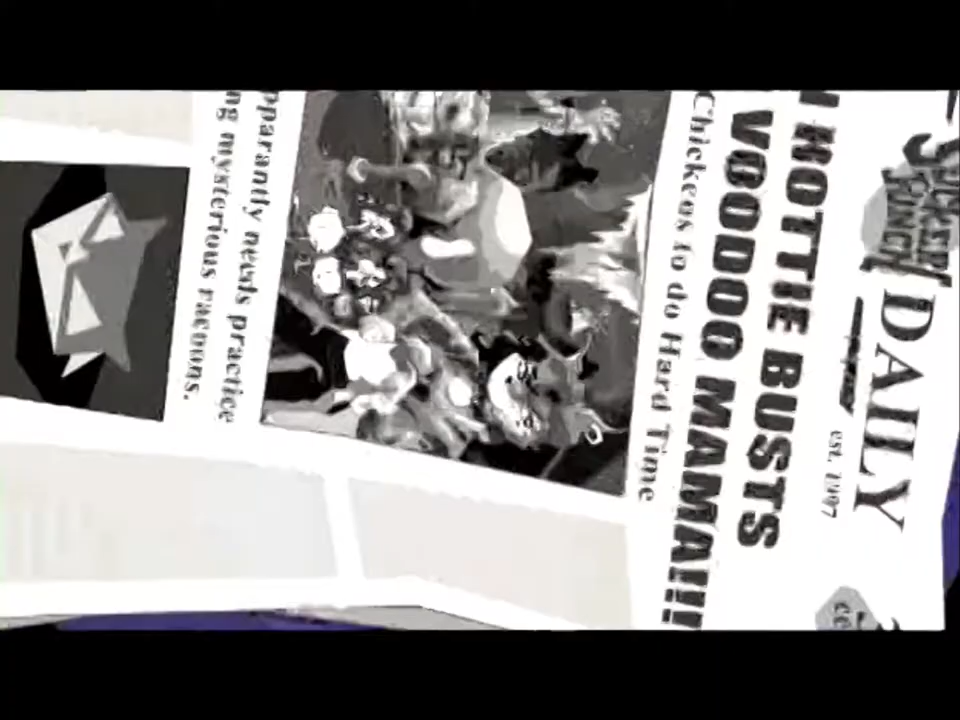 SUCKER
PUNCH
DAILY
est. 1997
HOTTIE BUSTS
VOODOO MAMA!!!
Chickens to do Hard Time
pparantly needs practice
ng mysterious racoons.